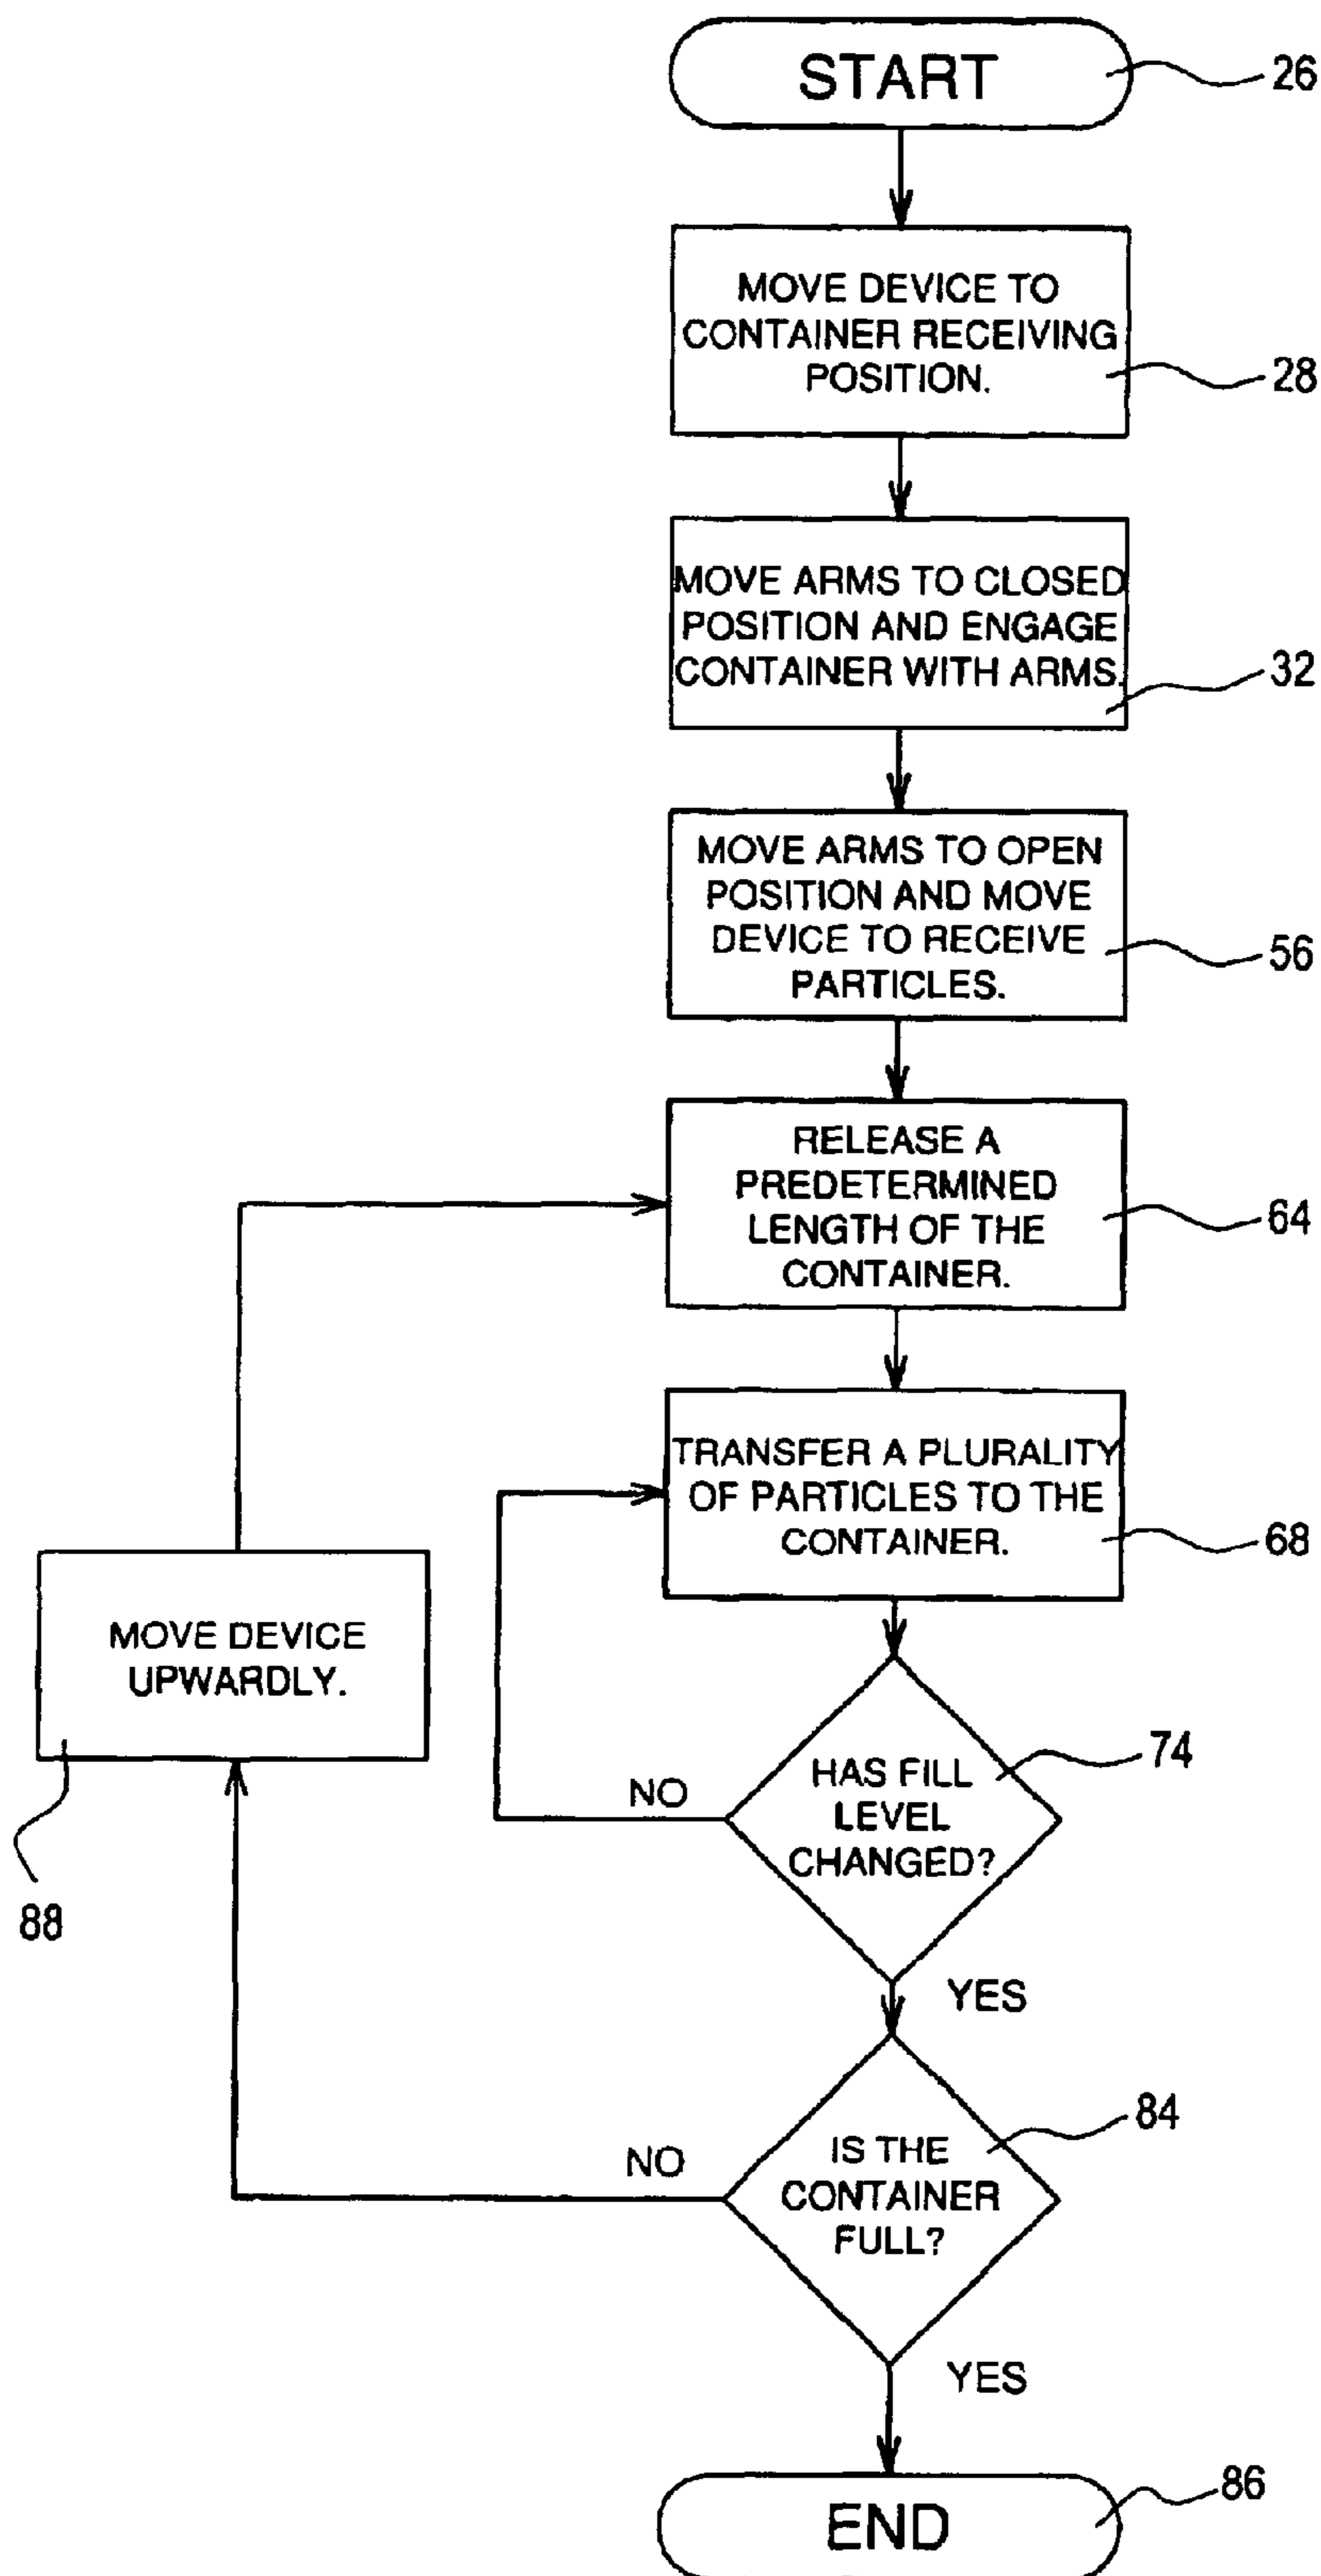 START
26
MOVE DEVICE TO
CONTAINER RECEIVING
POSITION.
28
MOVE ARMS TO CLOSED
POSITION AND ENGAGE
CONTAINER WITH ARMS.
32
MOVE ARMS TO OPEN
POSITION AND MOVE
DEVICE TO RECEIVE
PARTICLES.
56
RELEASE A
PREDETERMINED
LENGTH OF THE
CONTAINER.
64
TRANSFER A PLURALITY
OF PARTICLES TO THE
CONTAINER.
68
MOVE DEVICE
UPWARDLY.
88
HAS FILL
LEVEL
CHANGED?
74
NO
YES
IS THE
CONTAINER
FULL?
84
NO
YES
END
86